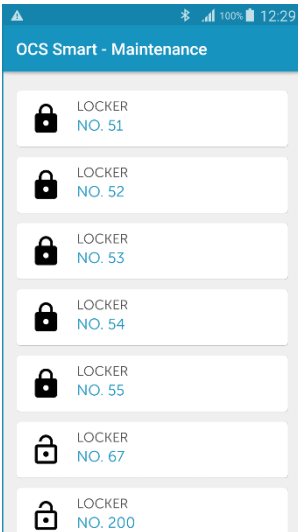 100% 12:29
OCS Smart - Maintenance
LOCKER
NO. 51
LOCKER
NO. 52
LOCKER
NO. 53
LOCKER
NO. 54
LOCKER
NO. 55
LOCKER
NO. 67
LOCKER
NO. 200